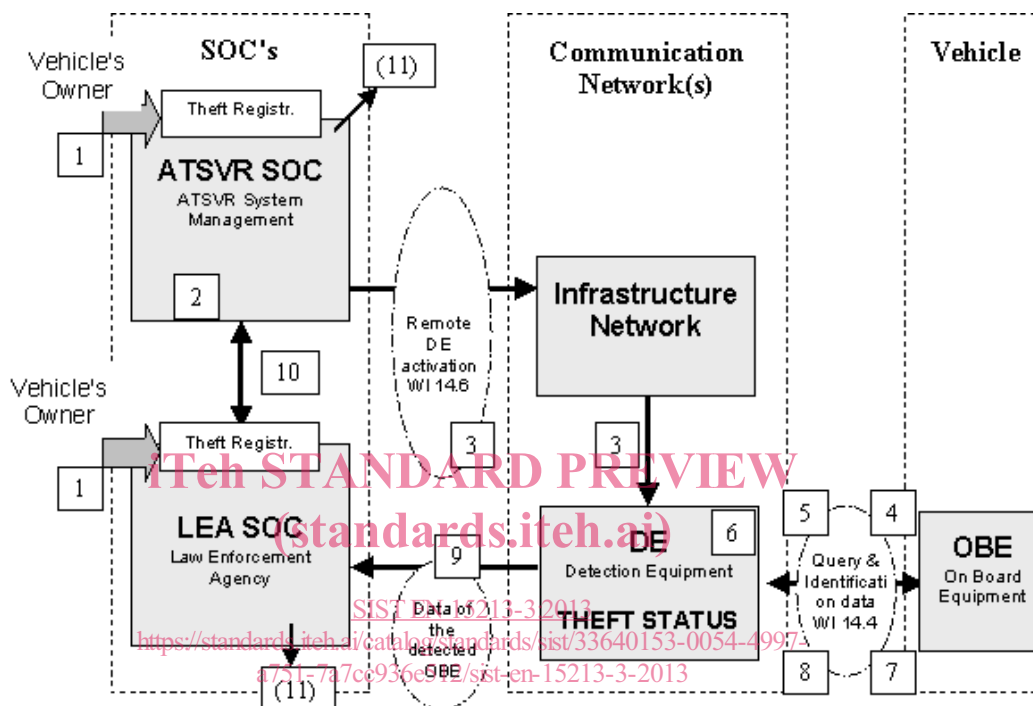 SOC's
Communication
Network(s)
Vehicle
Vehicle's
Owner
1
Theft Registr.
(11)
ATSVR SOC
ATSVR System
Management
2
Remote
DE
activation
WI 14.6
3
Infrastructure
Network
3
10
Vehicle's
Owner
1
Theft Registr.
iTeh STANDARD PREVIEW
(standards.iteh.ai)
LEA SOC
Law Enforcement
Agency
(11)
9
Data of
the
detected
OBE
DE
6
Detection Equipment
THEFT STATUS
5
4
Query &
Identificati
on data
WI 14.4
8
7
OBE
On Board
Equipment
SIST EN 15213-3:2013
https://standards.iteh.ai/catalog/standards/sist/33640153-0054-4997-
a751-7a7cc936e512/sist-en-15213-3-2013